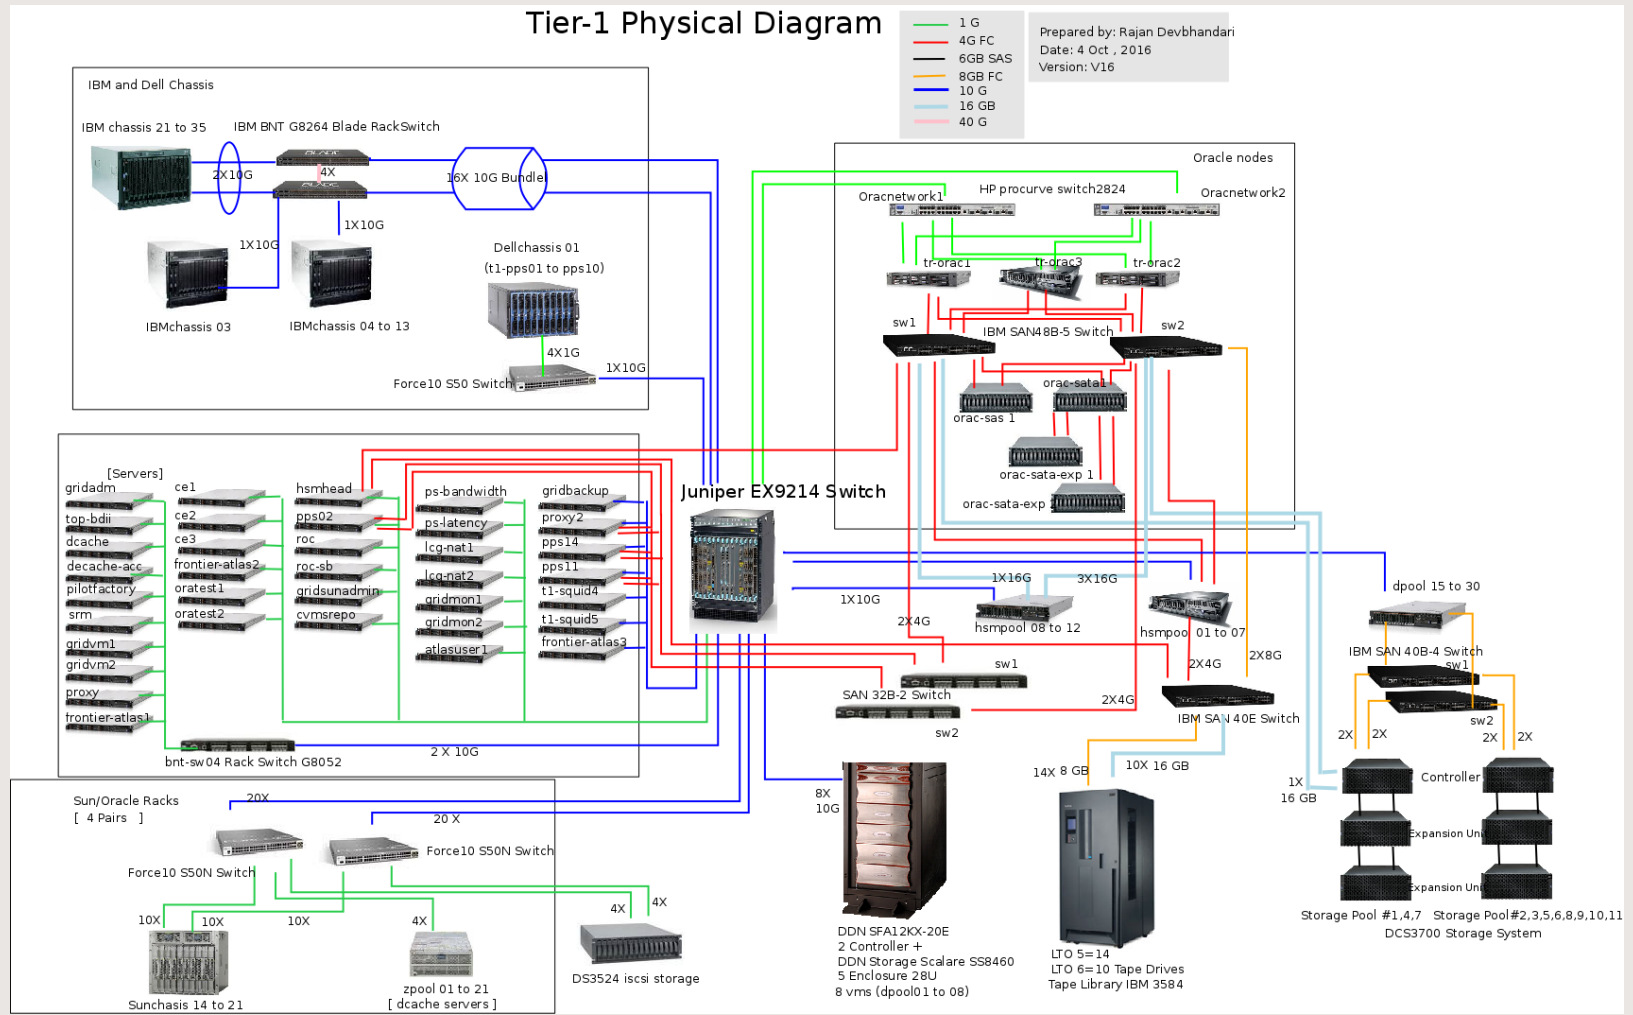 Tier-1 Physical Diagram
1 G
4G FC
6GB SAS
8GB FC
10 G
16 GB
40 G
Prepared by: Rajan Devbhandari
Date: 4 Oct , 2016
Version: V16
IBM and Dell Chassis
IBM chassis 21 to 35
IBM BNT G8264 Blade RackSwitch
2X10G
4X
16X 10G Bundle
1X10G
1X10G
IBMchassis 03
IBMchassis 04 to 13
Dellchassis 01
(t1-pps01 to pps10)
4X1G
Force10 S50 Switch
1X10G
Oracle nodes
HP procurve switch2824
Oracnetwork1
Oracnetwork2
tr-orac1
tr-orac3
tr-orac2
sw1
IBM SAN48B-5 Switch
sw2
orac-sata1
orac-sas 1
orac-sata-exp 1
orac-sata-exp
[Servers]
gridadm
top-bdii
dcache
decache-acc
pilotfactory
srm
gridvm1
gridvm2
proxy
frontier-atlas1
ce1
ce2
ce3
frontier-atlas2
oratest1
oratest2
hsmhead
pps02
roc
roc-sb
gridsunadmin
cvmsrepo
ps-bandwidth
ps-latency
lcg-nat1
lcg-nat2
gridmon1
gridmon2
atlasuser1
gridbackup
proxy2
pps14
pps11
t1-squid4
t1-squid5
frontier-atlas3
bnt-sw04 Rack Switch G8052
2 X 10G
Juniper EX9214 Switch
1X10G
1X16G
3X16G
hsmpool 08 to 12
hsmpool 01 to 07
2X4G
2X4G
2X8G
2X4G
sw1
SAN 32B-2 Switch
sw2
IBM SAN 40E Switch
dpool 15 to 30
IBM SAN 40B-4 Switch
sw1
sw2
2X
2X
2X
2X
1X
16 GB
Controller
Expansion Unit
Expansion Unit
Storage Pool #1,4,7
Storage Pool#2,3,5,6,8,9,10,11
DCS3700 Storage System
Sun/Oracle Racks
[ 4 Pairs ]
20X
20 X
Force10 S50N Switch
Force10 S50N Switch
10X
10X
10X
4X
4X
4X
Sunchasis 14 to 21
zpool 01 to 21
[ dcache servers ]
DS3524 iscsi storage
8X
10G
DDN SFA12KX-20E
2 Controller +
DDN Storage Scalare SS8460
5 Enclosure 28U
8 vms (dpool01 to 08)
14X 8 GB
10X 16 GB
LTO 5=14
LTO 6=10 Tape Drives
Tape Library IBM 3584